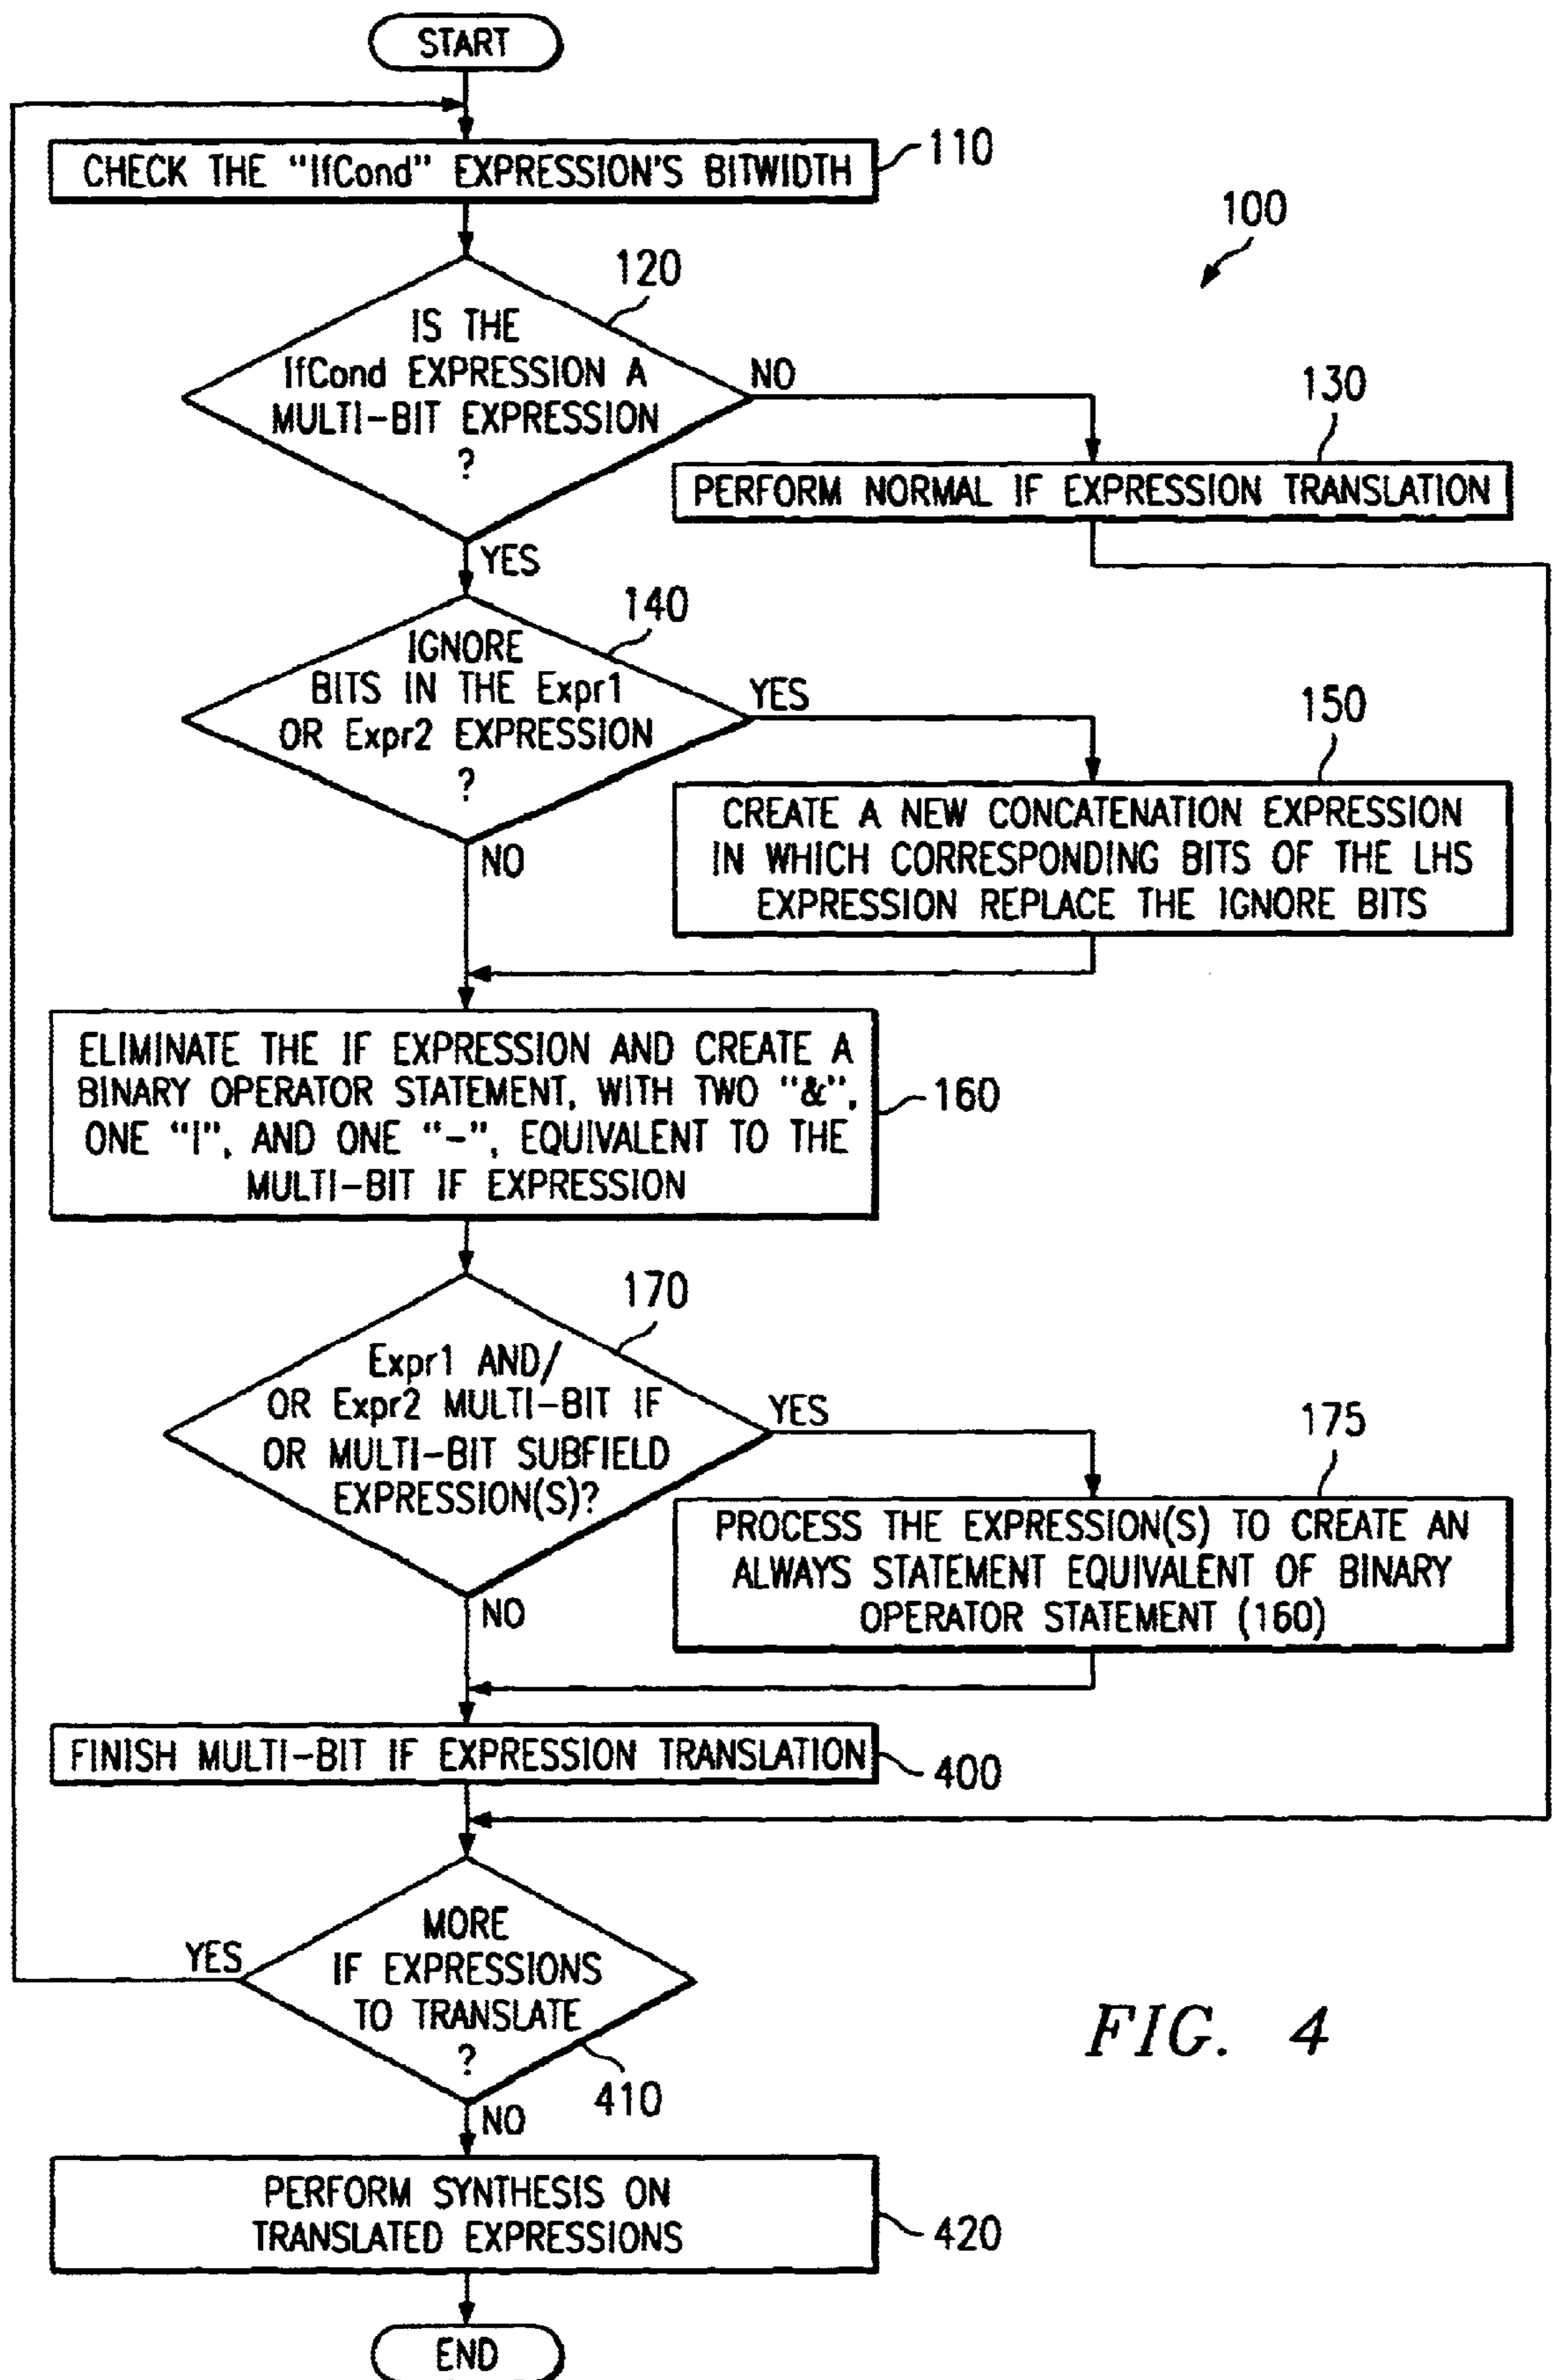 START
CHECK THE "IfCond" EXPRESSION'S BITWIDTH
110
100
120
IS THE
IfCond EXPRESSION A
MULTI-BIT EXPRESSION
?
NO
130
PERFORM NORMAL IF EXPRESSION TRANSLATION
YES
140
IGNORE
BITS IN THE Expr1
OR Expr2 EXPRESSION
?
YES
150
CREATE A NEW CONCATENATION EXPRESSION
IN WHICH CORRESPONDING BITS OF THE LHS
EXPRESSION REPLACE THE IGNORE BITS
NO
ELIMINATE THE IF EXPRESSION AND CREATE A
BINARY OPERATOR STATEMENT, WITH TWO "&",
ONE "|", AND ONE "-", EQUIVALENT TO THE
MULTI-BIT IF EXPRESSION
160
170
Expr1 AND/
OR Expr2 MULTI-BIT IF
OR MULTI-BIT SUBFIELD
EXPRESSION(S)?
YES
175
PROCESS THE EXPRESSION(S) TO CREATE AN
ALWAYS STATEMENT EQUIVALENT OF BINARY
OPERATOR STATEMENT (160)
NO
FINISH MULTI-BIT IF EXPRESSION TRANSLATION
400
MORE
IF EXPRESSIONS
TO TRANSLATE
?
YES
410
NO
FIG. 4
PERFORM SYNTHESIS ON
TRANSLATED EXPRESSIONS
420
END